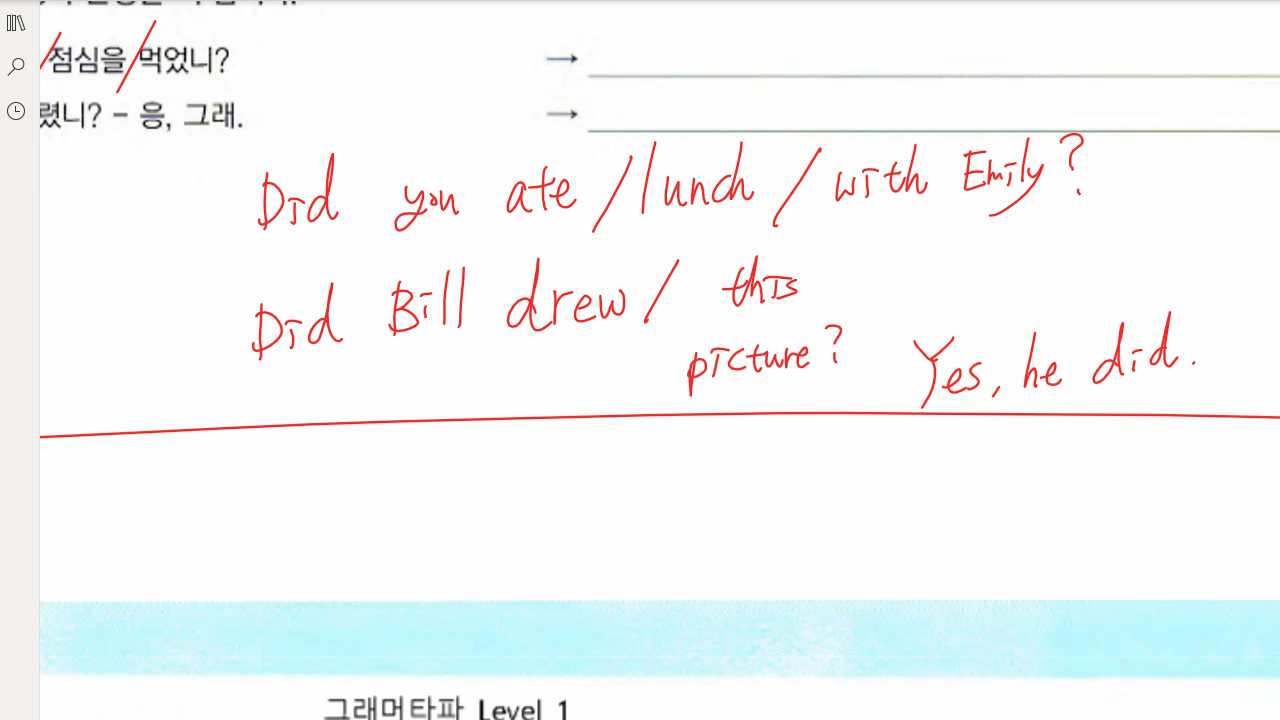 점심을 먹었니? →
렸니? - 응, 그래. →
Did you ate / lunch / with Emily?
Did Bill drew / this
picture? Yes, he did.
그래머타파 Level 1